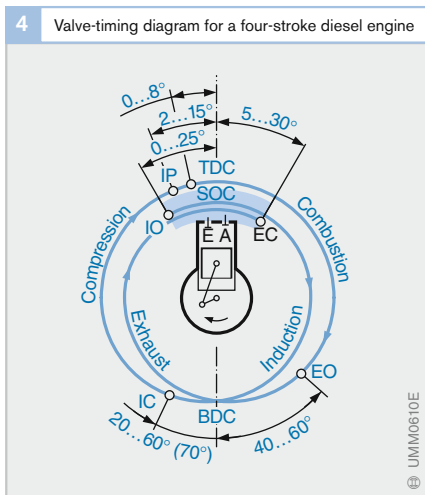 4 Valve-timing diagram for a four-stroke diesel engine
0...8°
2...15°
5...30°
0...25°
IP
TDC
SOC
IO
E A
EC
Compression
Combustion
Exhaust
Induction
IC
BDC
EO
20...60° (70°)
40...60°
UMM0610E